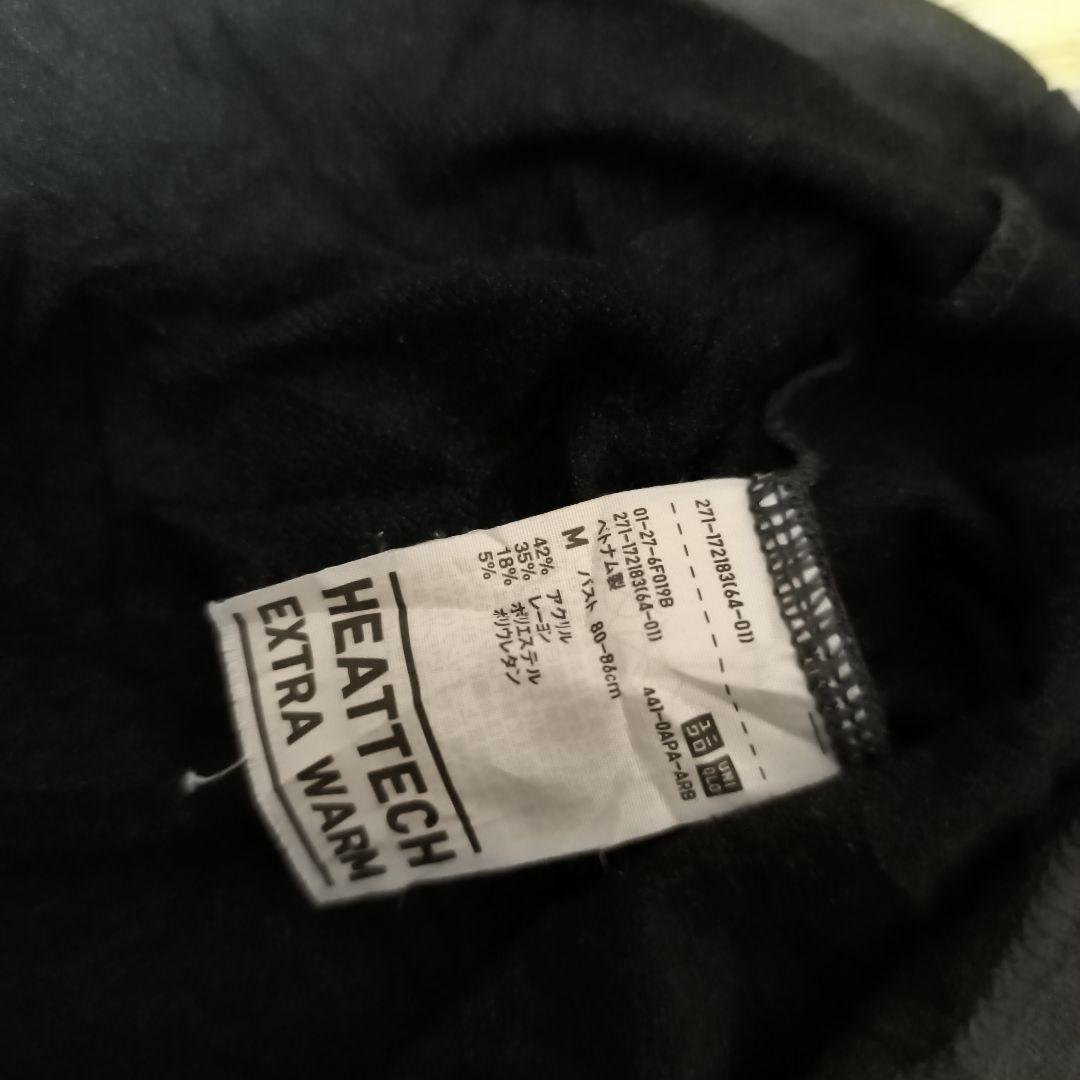 271-172183(64-01)
ユニ
クロ
UNI
QLO
01-27-6F019B
441-0APA-ARB
271-172183(64-01)
ベトナム製
M バスト 80-86cm
42% アクリル
35% レーヨン
18% ポリエステル
5% ポリウレタン
HEATTECH
EXTRA WARM